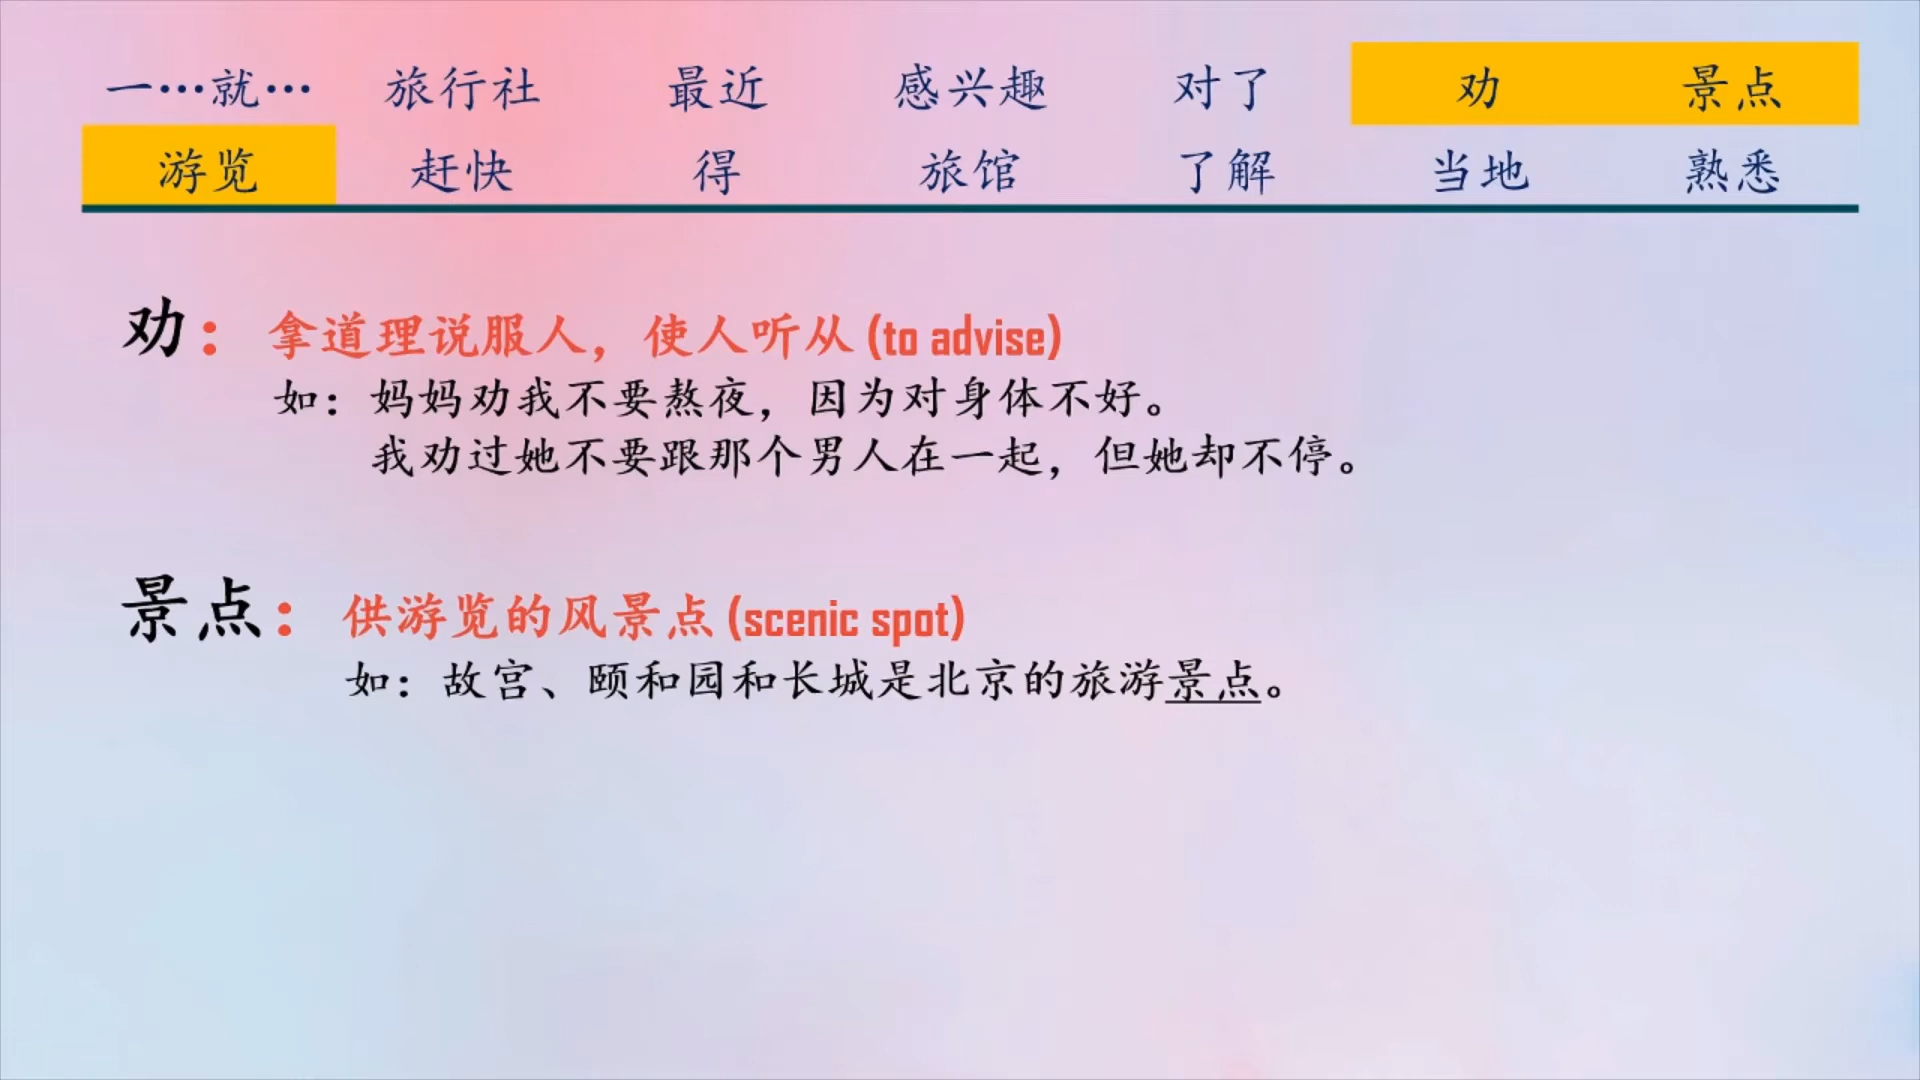 一…就… 旅行社 最近 感兴趣 对了 劝 景点
游览 赶快 得 旅馆 了解 当地 熟悉
劝：拿道理说服人，使人听从 (to advise)
如：妈妈劝我不要熬夜，因为对身体不好。
我劝过她不要跟那个男人在一起，但她却不停。
景点：供游览的风景点 (scenic spot)
如：故宫、颐和园和长城是北京的旅游景点。